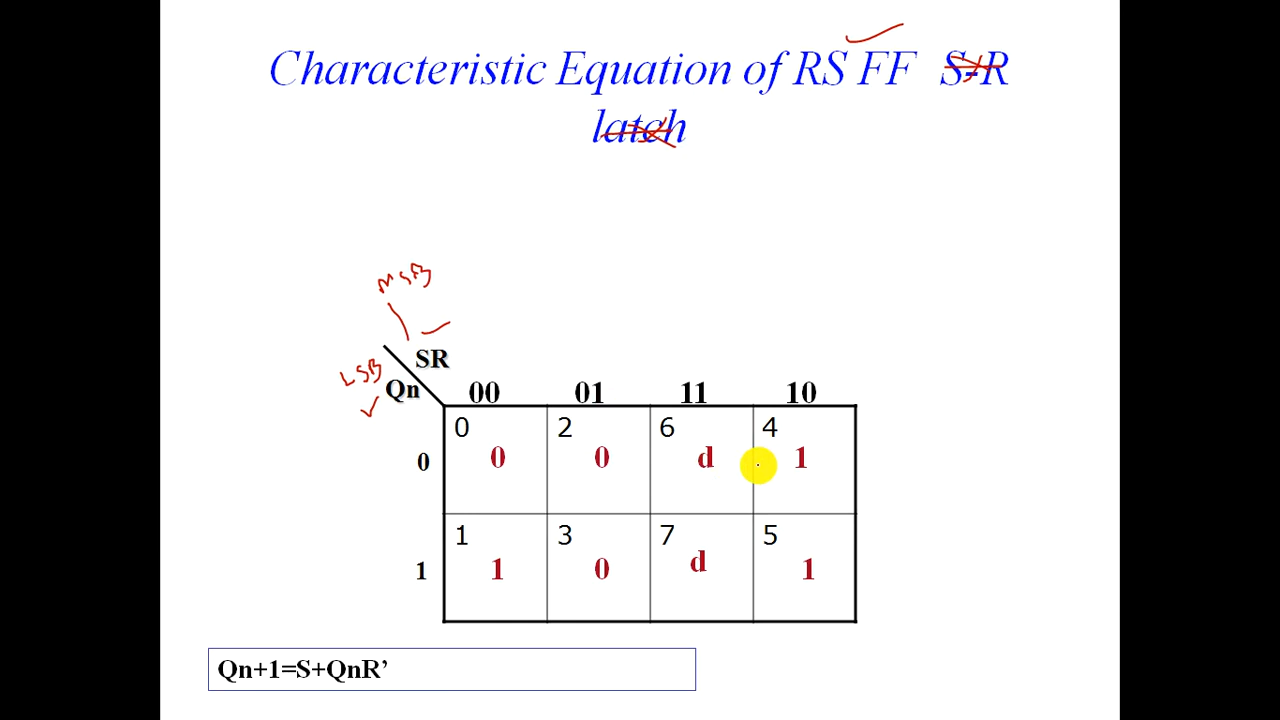 Characteristic Equation of RS FF S-R
latch
MSB
SR
LSB
Qn
00 01 11 10
0 2 6 4
0 0 0 d 1
1 3 7 5
1 1 0 d 1
Qn+1=S+QnR’